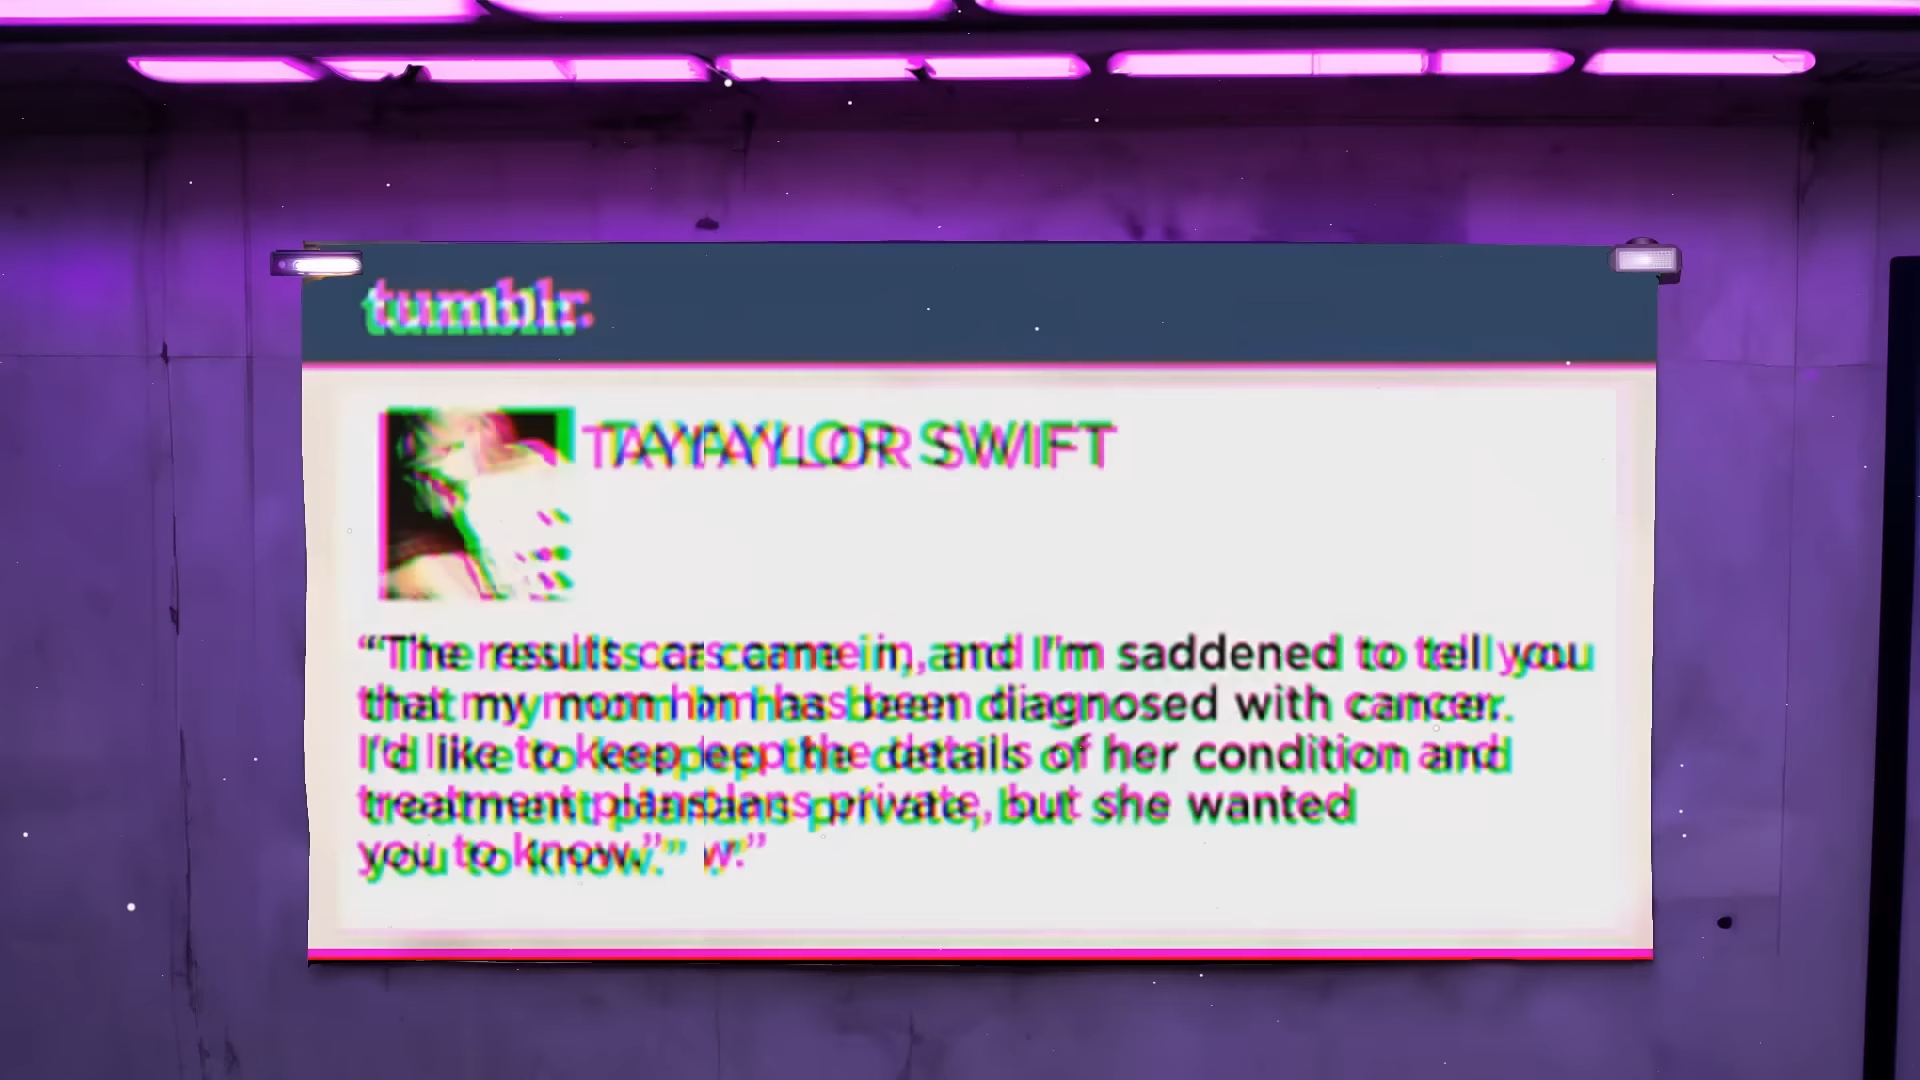 tumblr.
TAYLOR SWIFT
“The results came in, and I'm saddened to tell you
that my mom has been diagnosed with cancer.
I'd like to keep the details of her condition and
treatment plans private, but she wanted
you to know.”